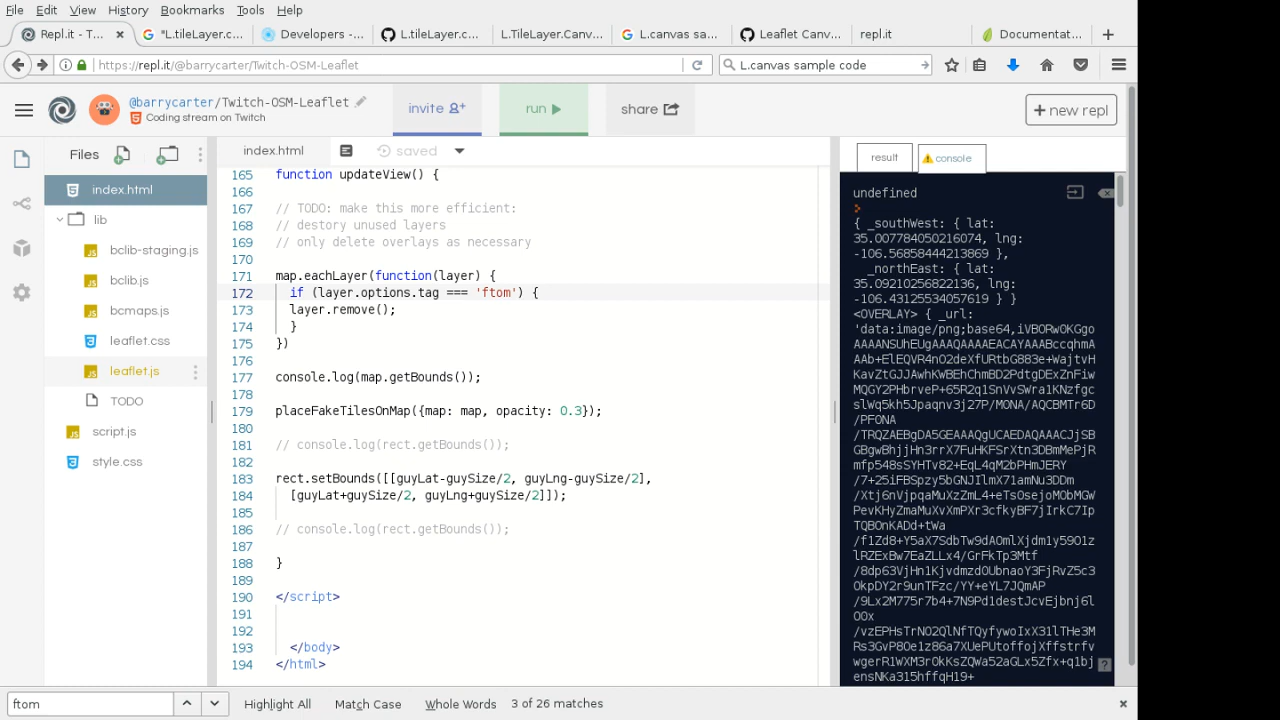 File Edit View History Bookmarks Tools Help
Repl.it - T... × *L.tileLayer.c... Developers -... L.tileLayer.c... L.TileLayer.Canv... L.canvas sa... Leaflet Canv... repl.it Documentat... +
https://repl.it/@barrycarter/Twitch-OSM-Leaflet L.canvas sample code
@barrycarter/Twitch-OSM-Leaflet
Coding stream on Twitch
invite run share + new repl
Files
index.html
lib
bclib-staging.js
bclib.js
bcmaps.js
leaflet.css
leaflet.js
TODO
script.js
style.css
index.html saved
165 function updateView() {
166
167 // TODO: make this more efficient:
168 // destory unused layers
169 // only delete overlays as necessary
170
171 map.eachLayer(function(layer) {
172 if (layer.options.tag === 'ftom') {
173 layer.remove();
174 }
175 })
176
177 console.log(map.getBounds());
178
179 placeFakeTilesOnMap({map: map, opacity: 0.3});
180
181 // console.log(rect.getBounds());
182
183 rect.setBounds([[guyLat-guySize/2, guyLng-guySize/2],
184 [guyLat+guySize/2, guyLng+guySize/2]]);
185
186 // console.log(rect.getBounds());
187
188 }
189
190 </script>
191
192
193 </body>
194 </html>
result console
undefined
>
{ _southWest: { lat:
35.007784050216074, lng:
-106.56858444213869 },
_northEast: { lat:
35.09210256822136, lng:
-106.43125534057619 } }
<OVERLAY> { _url:
'data:image/png;base64,iVBORw0KGgo
ftom Highlight All Match Case Whole Words 3 of 26 matches ×